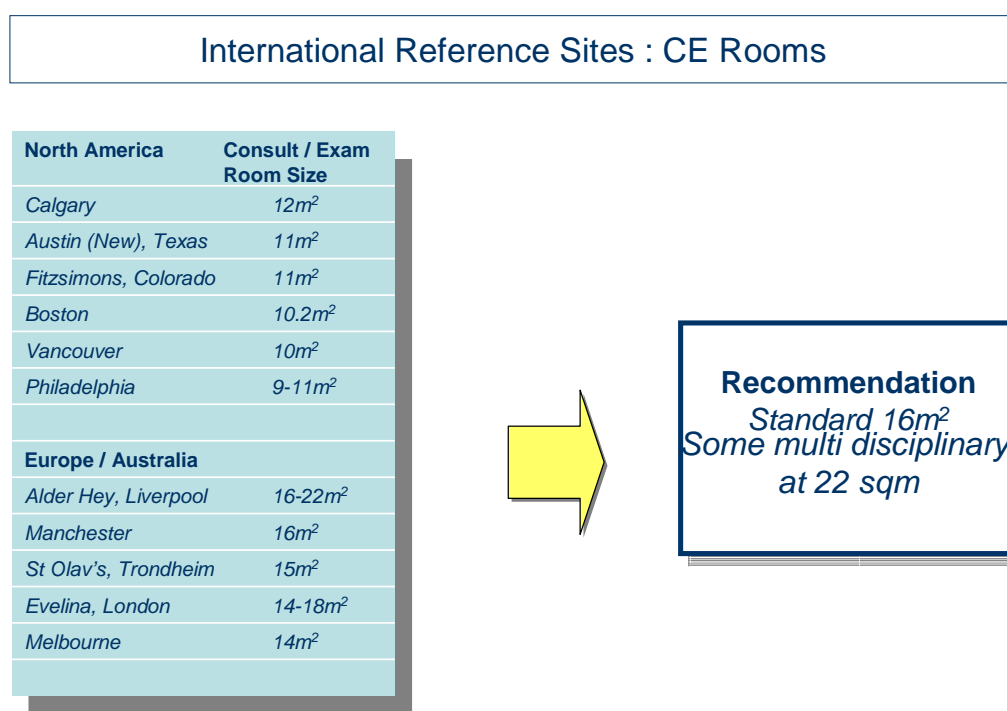 International Reference Sites : CE Rooms
North America Consult / Exam
Room Size
Calgary 12m²
Austin (New), Texas 11m²
Fitzsimons, Colorado 11m²
Boston 10.2m²
Vancouver 10m²
Philadelphia 9-11m²
Europe / Australia
Alder Hey, Liverpool 16-22m²
Manchester 16m²
St Olav's, Trondheim 15m²
Evelina, London 14-18m²
Melbourne 14m²
Recommendation
Standard 16m²
Some multi disciplinary
at 22 sqm